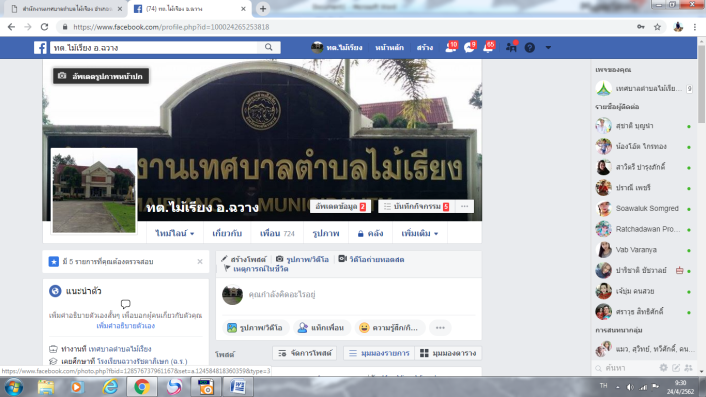 สำนักงานเทศบาลตำบลไม้เรียง
(74) ทต.ไม้เรียง อ.ฉวาง
https://www.facebook.com/profile.php?id=100024265253818
ทต.ไม้เรียง อ.ฉวาง
ทต.ไม้เรียง หน้าหลัก สร้าง 10 9 65
อัพเดตรูปภาพหน้าปก
งานเทศบาลตำบลไม้เรียง
ทต.ไม้เรียง อ.ฉวาง
อัพเดตข้อมูล 2 บันทึกกิจกรรม 5 ...
ไทม์ไลน์ เกี่ยวกับ เพื่อน 724 รูปภาพ คลัง เพิ่มเติม
มี 5 รายการที่คุณต้องตรวจสอบ
แนะนำตัว
เพิ่มคำอธิบายตัวเองสั้นๆ เพื่อบอกผู้คนเกี่ยวกับตัวคุณ
เพิ่มคำอธิบายตัวเอง
ทำงานที่ เทศบาลตำบลไม้เรียง
เคยศึกษาที่ โรงเรียนฉวางรัชดาภิเษก (ฉ.ร.)
สร้างโพสต์ รูปภาพ/วิดีโอ วิดีโอถ่ายทอดสด
เหตุการณ์ในชีวิต
คุณกำลังคิดอะไรอยู่
รูปภาพ/วิดีโอ แท็กเพื่อน ความรู้สึก/กิ... ...
โพสต์ จัดการโพสต์ มุมมองรายการ มุมมองตาราง
เพจของคุณ
เทศบาลตำบลไม้เรีย... 9
รายชื่อผู้ติดต่อ
สุชาติ บุญนำ
น้องโอ๋ต ไกรทอง
สาวิตรี บำรุงภักดิ์
ปราณี เพชรี
Soawaluk Somgred
Ratchadawan Pro...
Vab Varanya
ปาริชาติ ชัยวาลย์
เจ้ปุ่ม คนสวย
ศราวุธ สิทธิศักดิ์
การสนทนากลุ่ม
แมว, สุวิทย์, ทวีศักดิ์, คน...
ค้นหา
https://www.facebook.com/photo.php?fbid=128576737961167&set=a.124584818360359&type=3
TH 9:30
24/4/2562